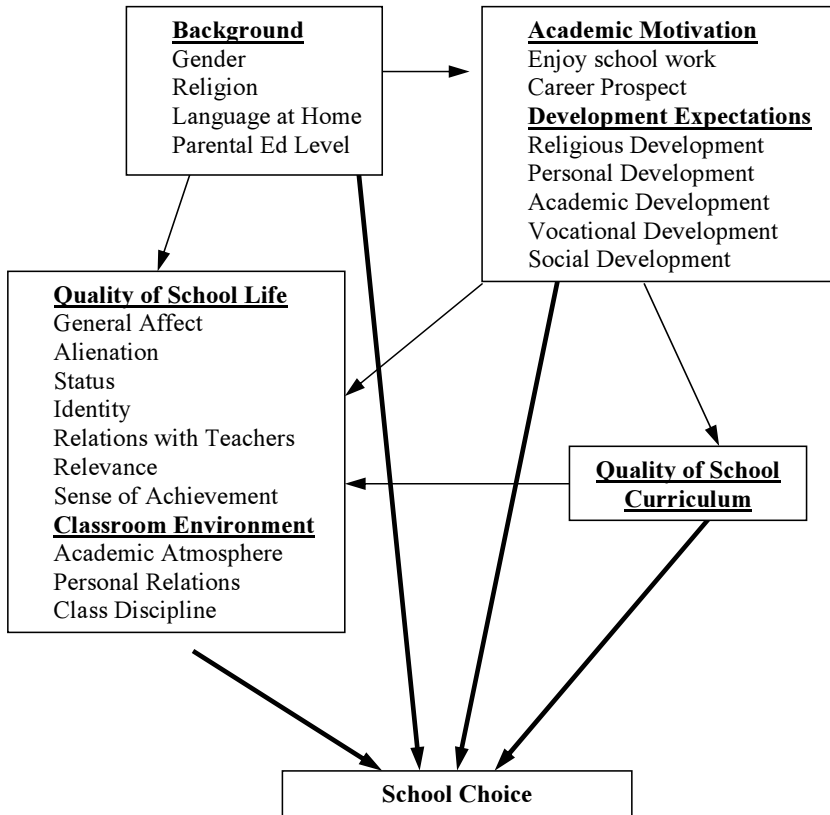 Background
Gender
Religion
Language at Home
Parental Ed Level
Academic Motivation
Enjoy school work
Career Prospect
Development Expectations
Religious Development
Personal Development
Academic Development
Vocational Development
Social Development
Quality of School Life
General Affect
Alienation
Status
Identity
Relations with Teachers
Relevance
Sense of Achievement
Classroom Environment
Academic Atmosphere
Personal Relations
Class Discipline
Quality of School
Curriculum
School Choice